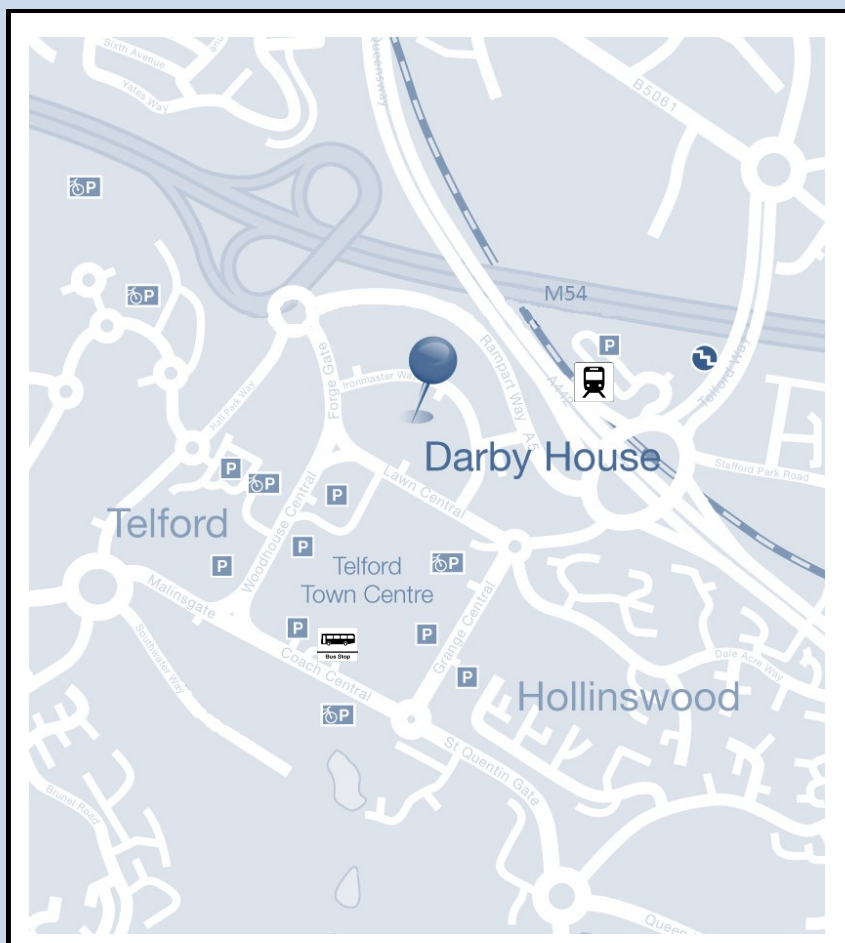 Sixth Avenue
Yates Way
Queensway
B5061
P
P
M54
P
Rampart Way
A5
A442
Telford Way
Forge Gate
Ironmaster Way
Hall Park Way
Darby House
Stafford Park Road
P
P
P
Lawn Central
Woodhouse Central
Telford
P
P
Telford
Town Centre
P
Malinsgate
Grange Central
P
Bus Stop
P
Southwater Way
Coach Central
Dale Acre Way
P
Hollinswood
P
St Quentin Gate
Brunel Road